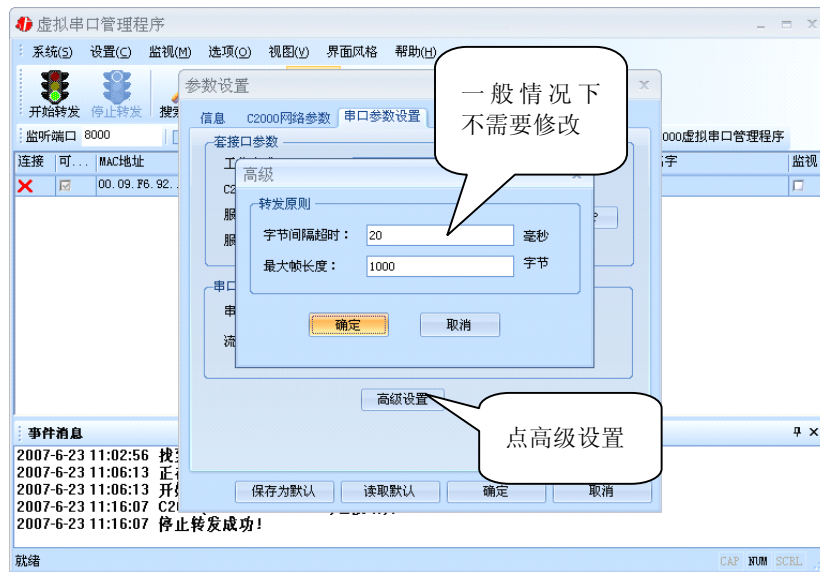 虚拟串口管理程序
系统(S) 设置(C) 监视(M) 选项(O) 视图(V) 界面风格 帮助(H)
开始转发 停止转发
监听端口 8000
000虚拟串口管理程序
连接 可... MAC地址
监视
00.09.F6.92..
参数设置
信息 C2000网络参数 串口参数设置
套接口参数
高级
转发原则
字节间隔超时： 20 毫秒
最大帧长度： 1000 字节
确定 取消
高级设置
保存为默认 读取默认 确定 取消
一般情况下
不需要修改
点高级设置
事件消息
2007-6-23 11:02:56
2007-6-23 11:06:13
2007-6-23 11:06:13
2007-6-23 11:16:07
2007-6-23 11:16:07 停止转发成功!
就绪
CAP NUM SCRL